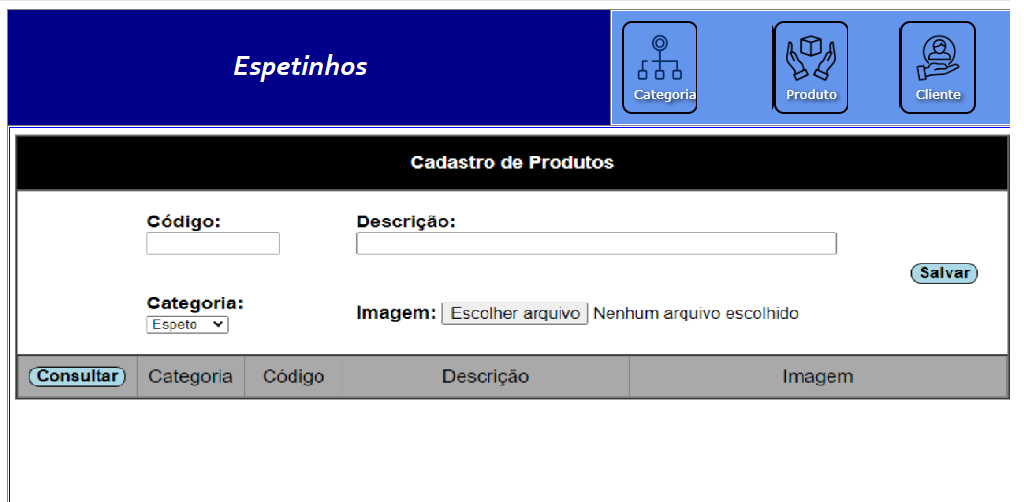 Espetinhos
Categoria
Produto
Cliente
Cadastro de Produtos
Código:
Descrição:
Salvar
Categoria:
Espeto
Imagem: Escolher arquivo Nenhum arquivo escolhido
Consultar Categoria Código Descrição Imagem